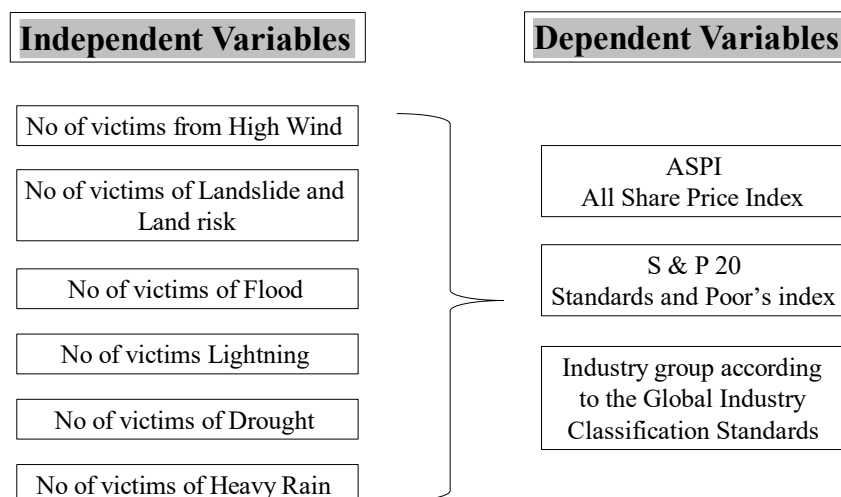 Independent Variables
Dependent Variables
No of victims from High Wind
No of victims of Landslide and
Land risk
No of victims of Flood
No of victims Lightning
No of victims of Drought
No of victims of Heavy Rain
ASPI
All Share Price Index
S & P 20
Standards and Poor’s index
Industry group according
to the Global Industry
Classification Standards